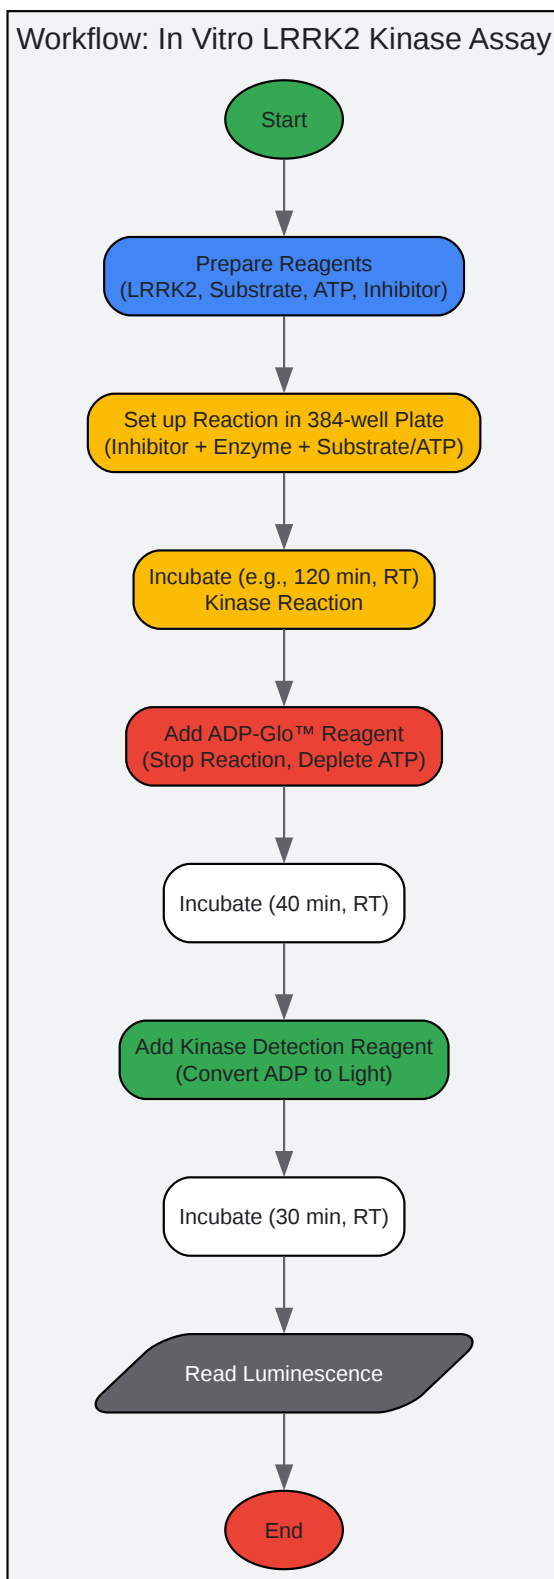 Workflow: In Vitro LRRK2 Kinase Assay
Start
Prepare Reagents
(LRRK2, Substrate, ATP, Inhibitor)
Set up Reaction in 384-well Plate
(Inhibitor + Enzyme + Substrate/ATP)
Incubate (e.g., 120 min, RT)
Kinase Reaction
Add ADP-Glo™ Reagent
(Stop Reaction, Deplete ATP)
Incubate (40 min, RT)
Add Kinase Detection Reagent
(Convert ADP to Light)
Incubate (30 min, RT)
Read Luminescence
End